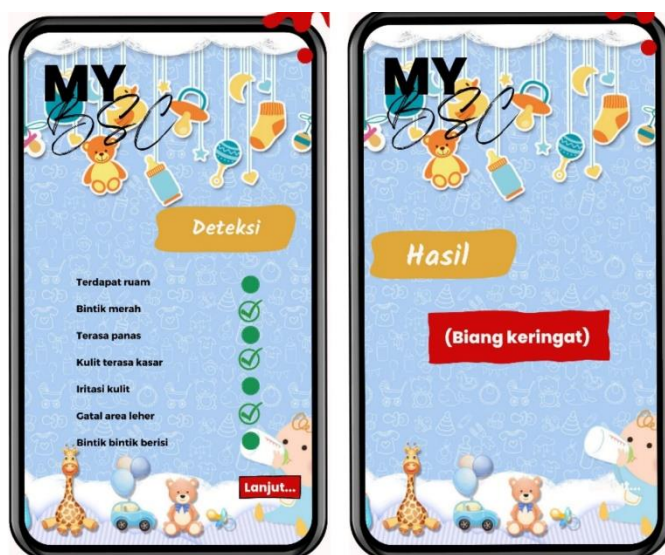 MY
BSC
Deteksi
Terdapat ruam
Bintik merah
Terasa panas
Kulit terasa kasar
Iritasi kulit
Gatal area leher
Bintik bintik berisi
Lanjut...
MY
BSC
Hasil
(Biang keringat)